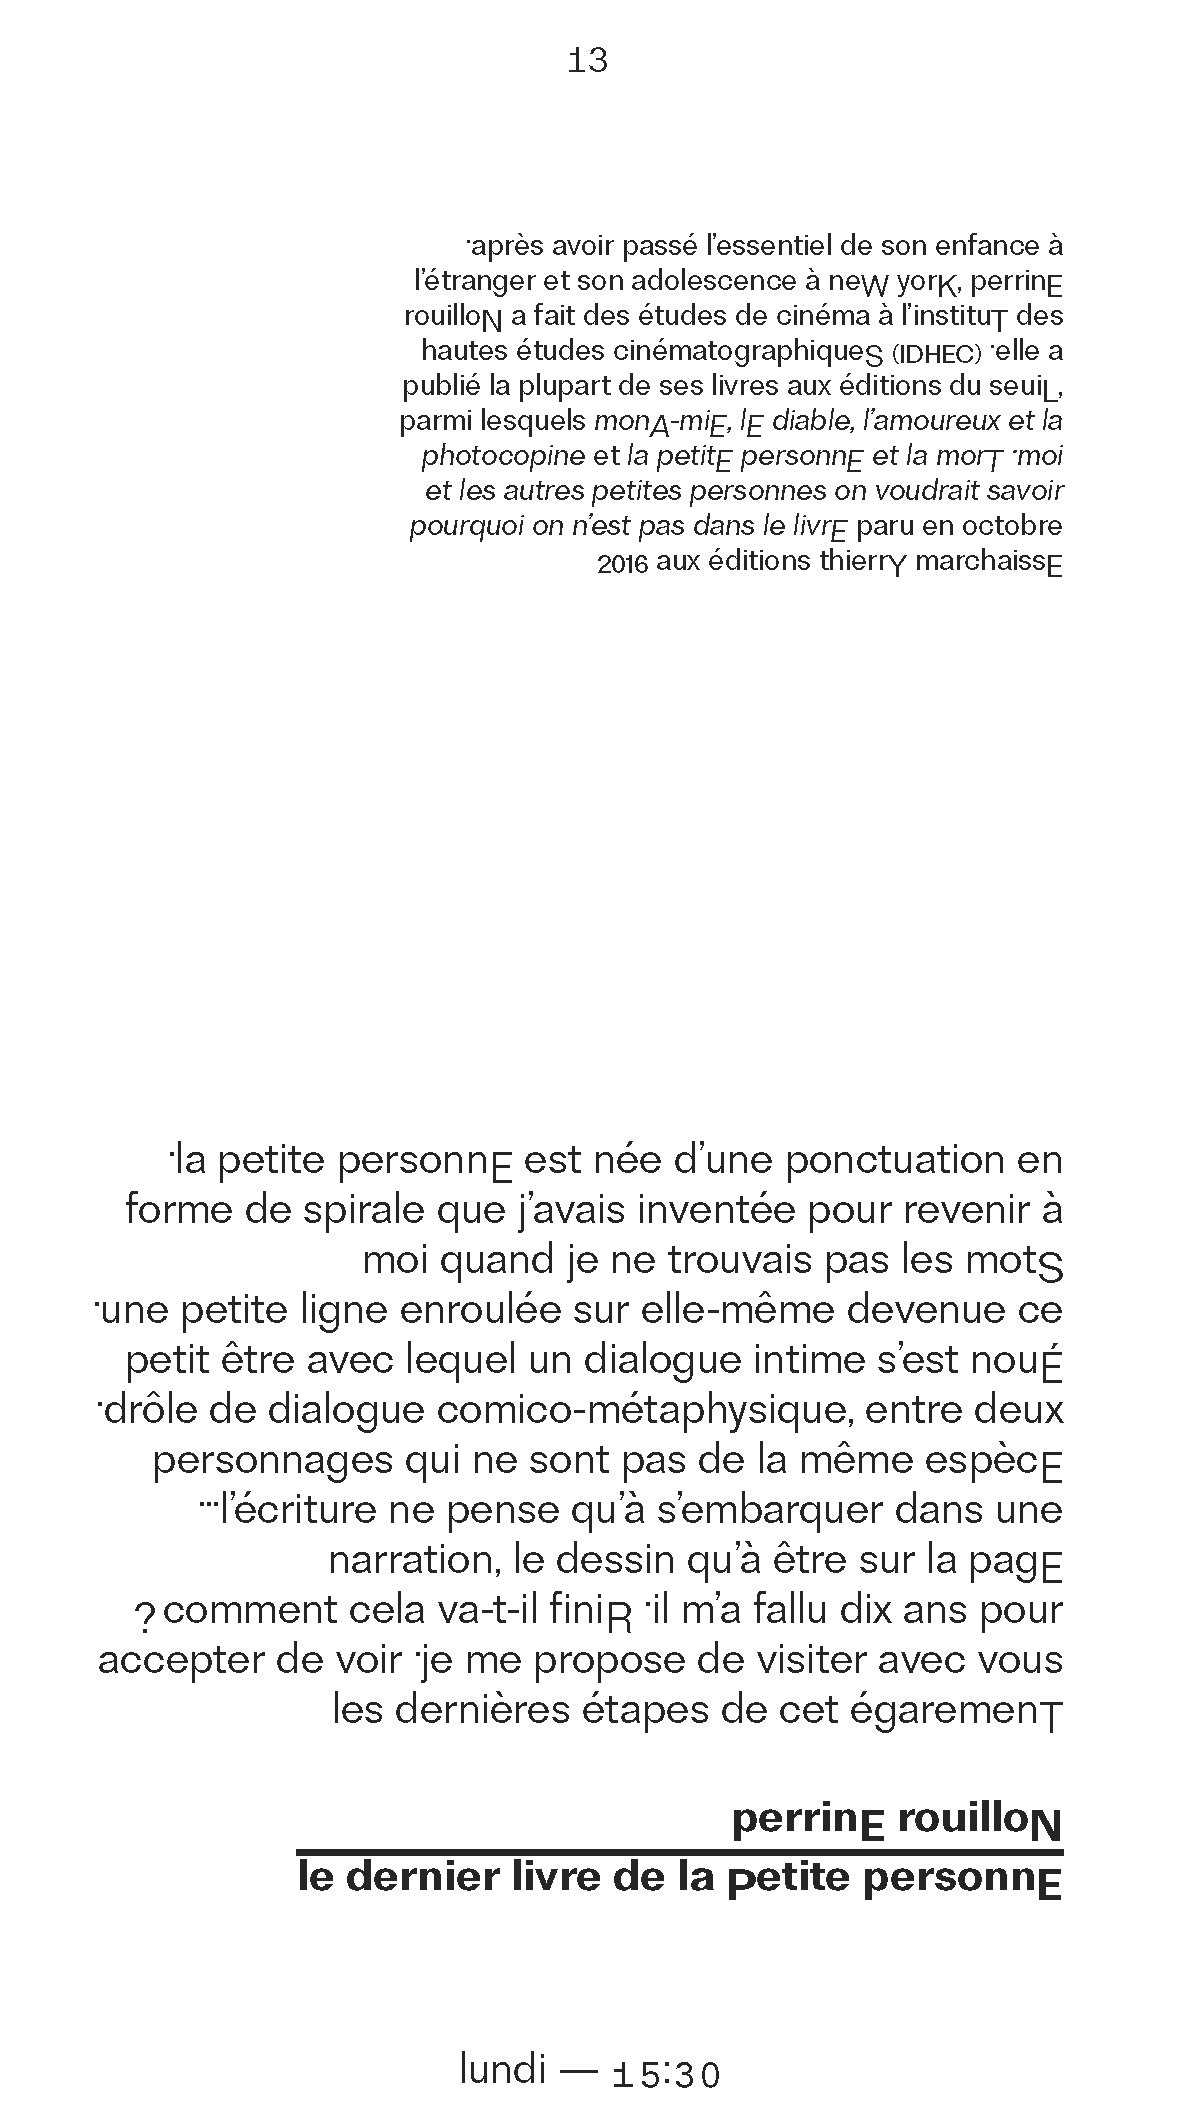 13
·après avoir passé l’essentiel de son enfance à
l’étranger et son adolescence à neW yorK, perrinE
rouilloN a fait des études de cinéma à l’instituT des
hautes études cinématographiqueS (IDHEC) ·elle a
publié la plupart de ses livres aux éditions du seuiL,
parmi lesquels monA-miE, lE diable, l’amoureux et la
photocopine et la petitE personnE et la morT ·moi
et les autres petites personnes on voudrait savoir
pourquoi on n’est pas dans le livrE paru en octobre
2016 aux éditions thierrY marchaissE
·la petite personnE est née d’une ponctuation en
forme de spirale que j’avais inventée pour revenir à
moi quand je ne trouvais pas les motS
·une petite ligne enroulée sur elle-même devenue ce
petit être avec lequel un dialogue intime s’est nouÉ
·drôle de dialogue comico-métaphysique, entre deux
personnages qui ne sont pas de la même espècE
···l’écriture ne pense qu’à s’embarquer dans une
narration, le dessin qu’à être sur la pagE
?comment cela va-t-il finiR ·il m’a fallu dix ans pour
accepter de voir ·je me propose de visiter avec vous
les dernières étapes de cet égaremenT
perrinE rouilloN
le dernier livre de la Petite personnE
lundi — 15:30